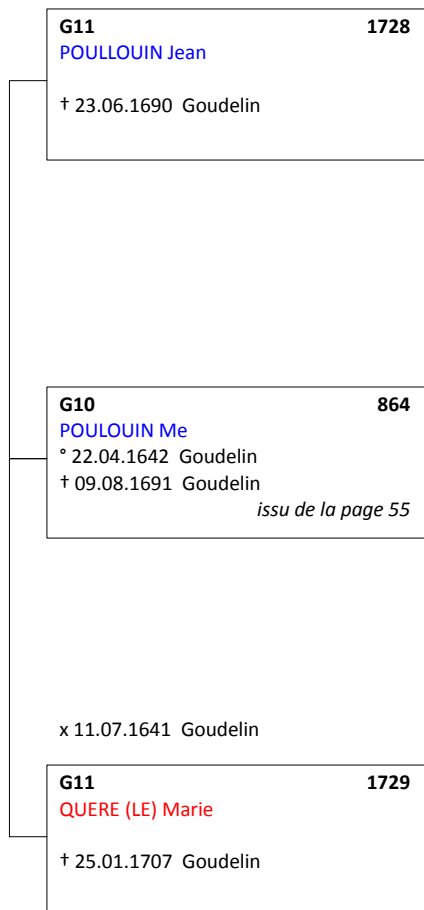 G11 1728
POULLOUIN Jean
† 23.06.1690 Goudelin
G10 864
POULOUIN Me
° 22.04.1642 Goudelin
† 09.08.1691 Goudelin
issu de la page 55
x 11.07.1641 Goudelin
G11 1729
QUERE (LE) Marie
† 25.01.1707 Goudelin